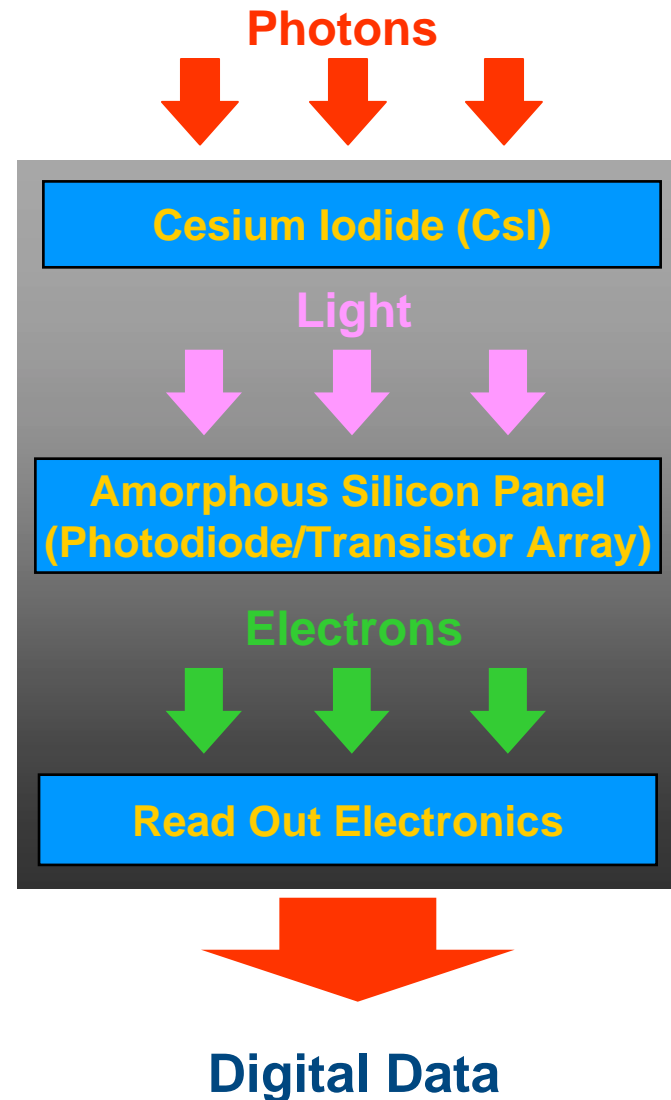 Photons
Cesium Iodide (CsI)
Light
Amorphous Silicon Panel
(Photodiode/Transistor Array)
Electrons
Read Out Electronics
Digital Data